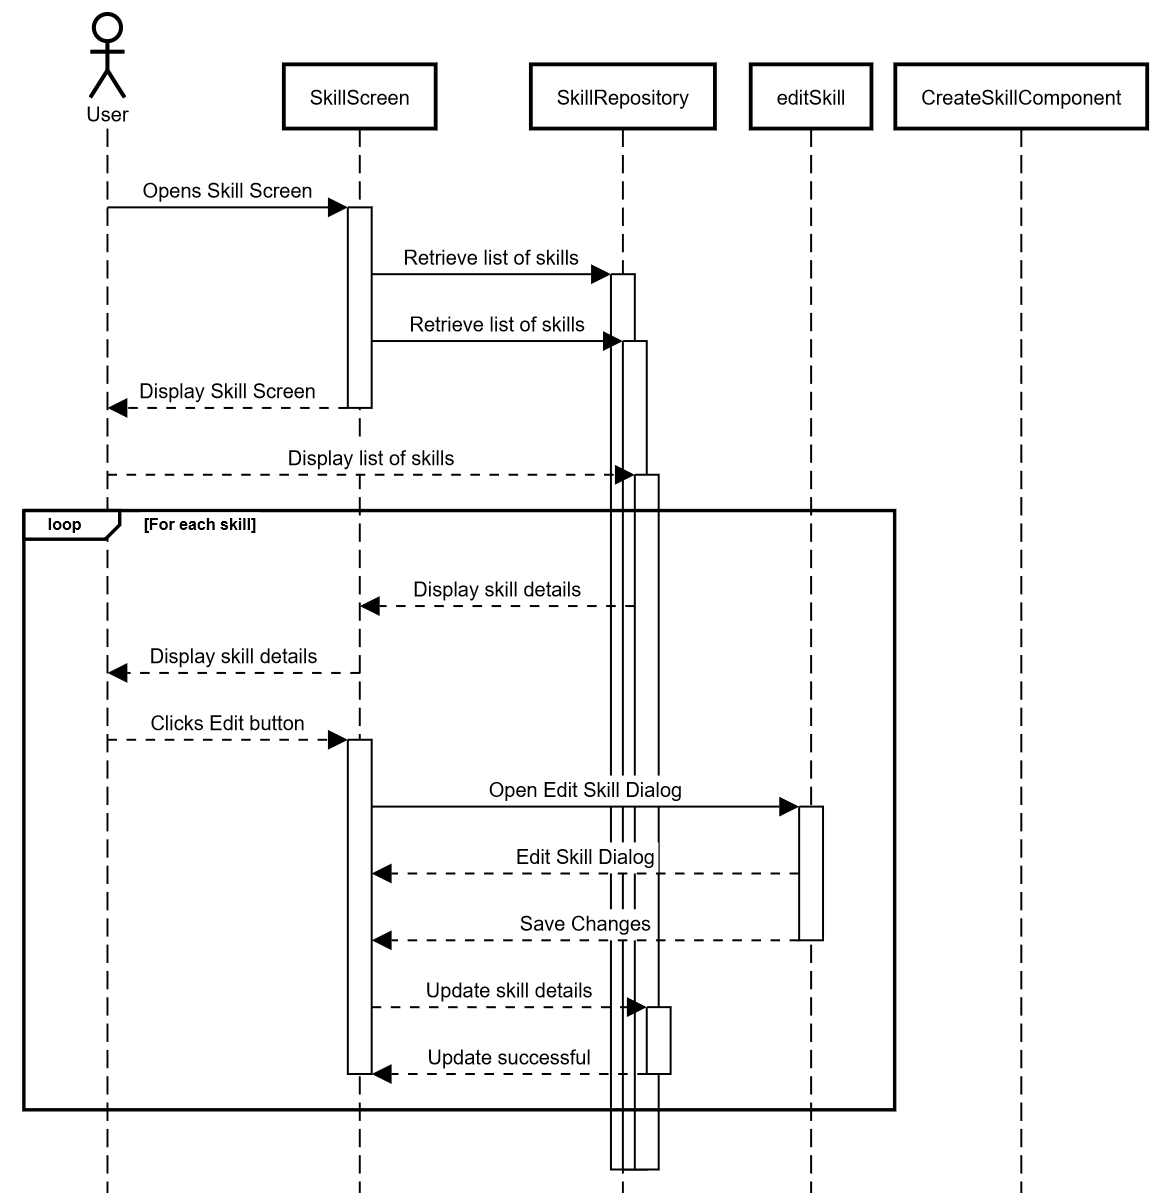 User
SkillScreen
SkillRepository
editSkill
CreateSkillComponent
Opens Skill Screen
Retrieve list of skills
Retrieve list of skills
Display Skill Screen
Display list of skills
loop
[For each skill]
Display skill details
Display skill details
Clicks Edit button
Open Edit Skill Dialog
Edit Skill Dialog
Save Changes
Update skill details
Update successful